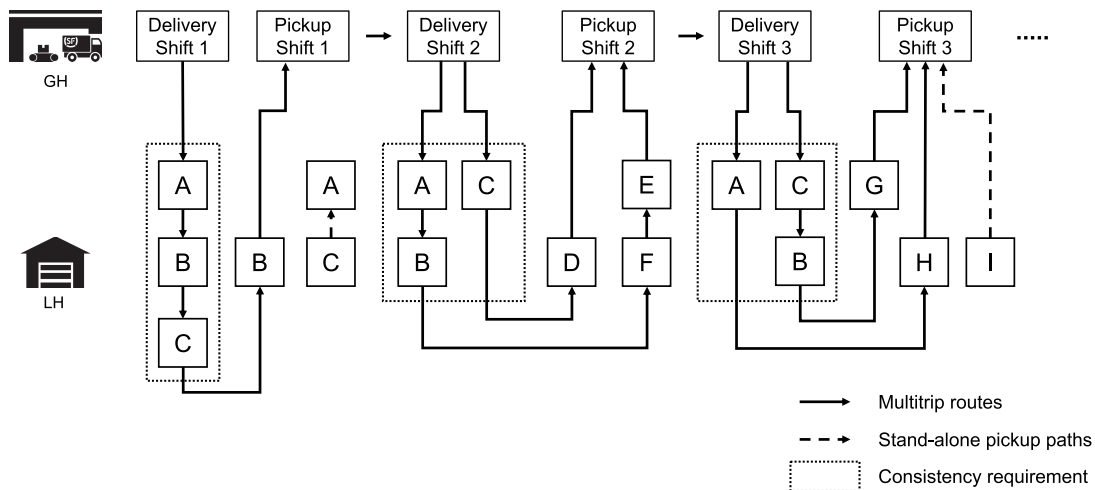 Delivery
Shift 1
Pickup
Shift 1
Delivery
Shift 2
Pickup
Shift 2
Delivery
Shift 3
Pickup
Shift 3
.....
SF
GH
A
A
A
C
E
A
C
G
B
B
C
B
D
F
B
H
I
LH
C
Multitrip routes
Stand-alone pickup paths
Consistency requirement